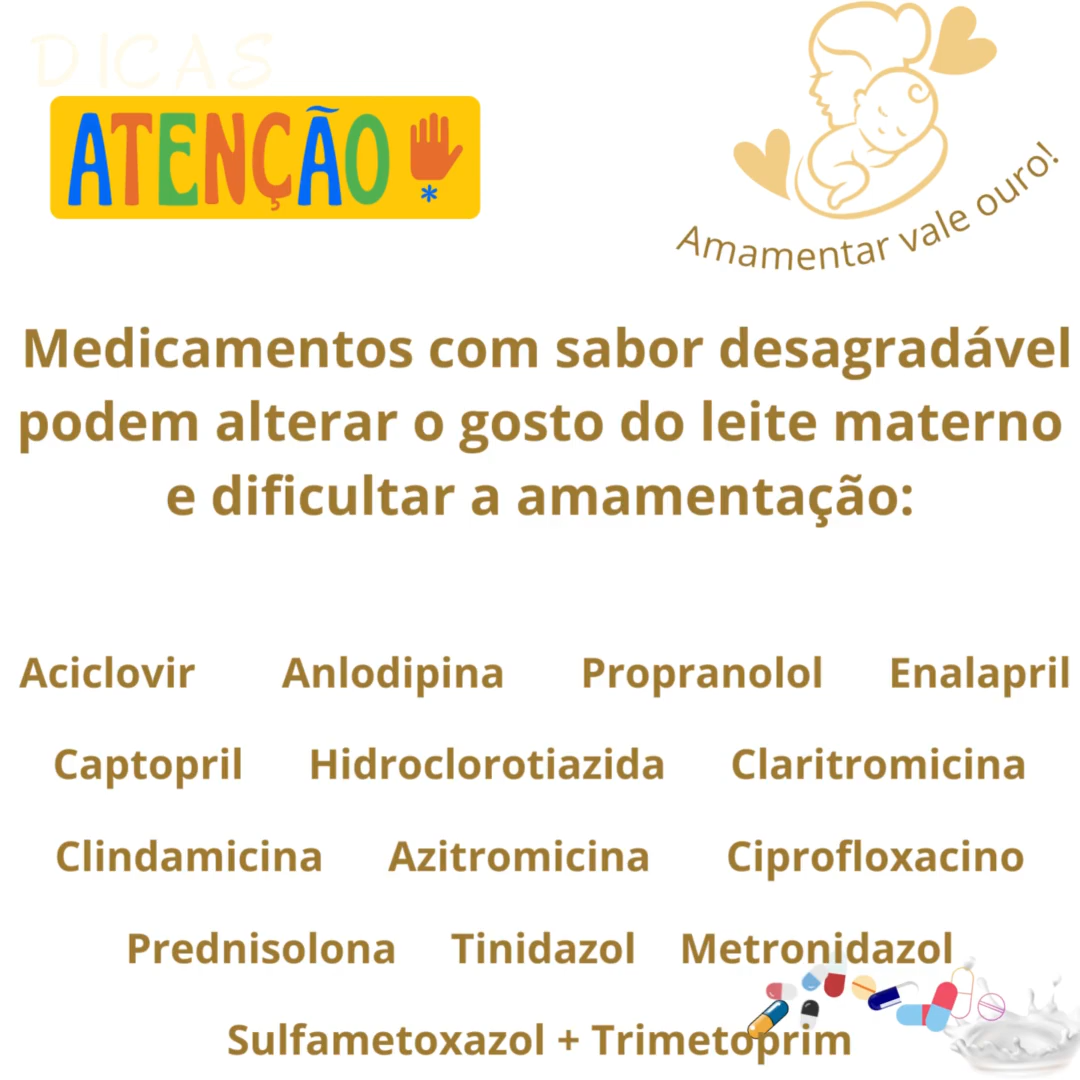 DICAS
ATENÇÃO
*
Amamentar vale ouro!
Medicamentos com sabor desagradável
podem alterar o gosto do leite materno
e dificultar a amamentação:
Aciclovir Anlodipina Propranolol Enalapril
Captopril Hidroclorotiazida Claritromicina
Clindamicina Azitromicina Ciprofloxacino
Prednisolona Tinidazol Metronidazol
Sulfametoxazol + Trimetoprim